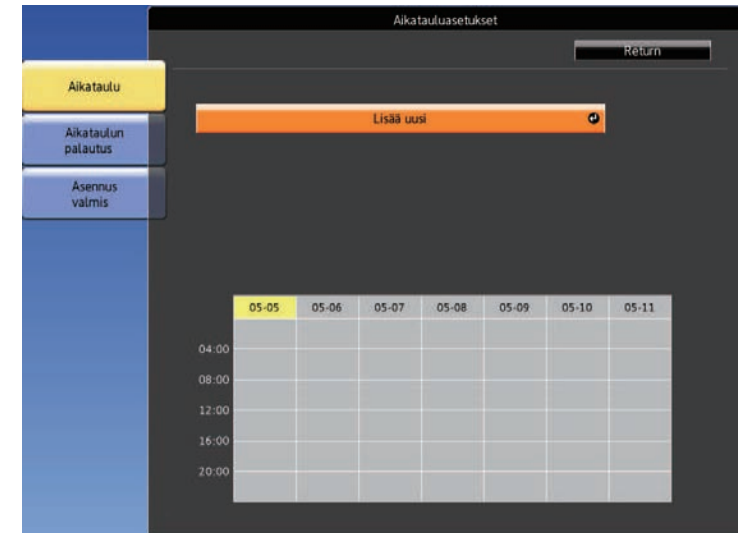 Aikatauluasetukset
Return
Aikataulu
Lisää uusi
Aikataulun
palautus
Asennus
valmis
05-05 05-06 05-07 05-08 05-09 05-10 05-11
04:00
08:00
12:00
16:00
20:00